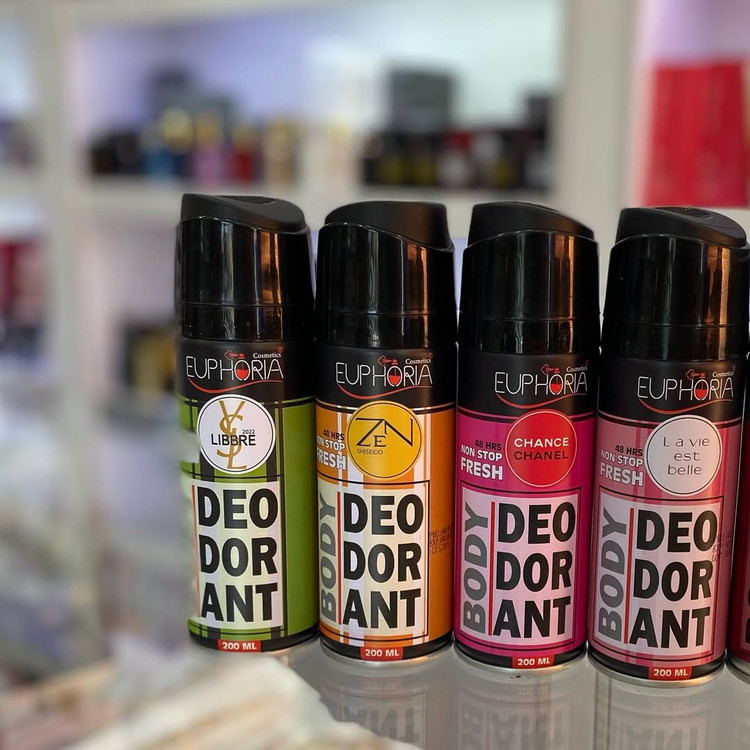 Cosmetics
EUPHORIA
YSL
2022
LIBBRE
DEO
DOR
ANT
200 ML
Cosmetics
EUPHORIA
ZEN
SHISEIDO
48 HRS
NON STOP
FRESH
BODY
DEO
DOR
ANT
200 ML
Cosmetics
EUPHORIA
CHANCE
CHANEL
48 HRS
NON STOP
FRESH
BODY
DEO
DOR
ANT
200 ML
Cosmetics
EUPHORIA
La vie
est
belle
48 HRS
NON STOP
FRESH
BODY
DEO
DOR
ANT
200 ML